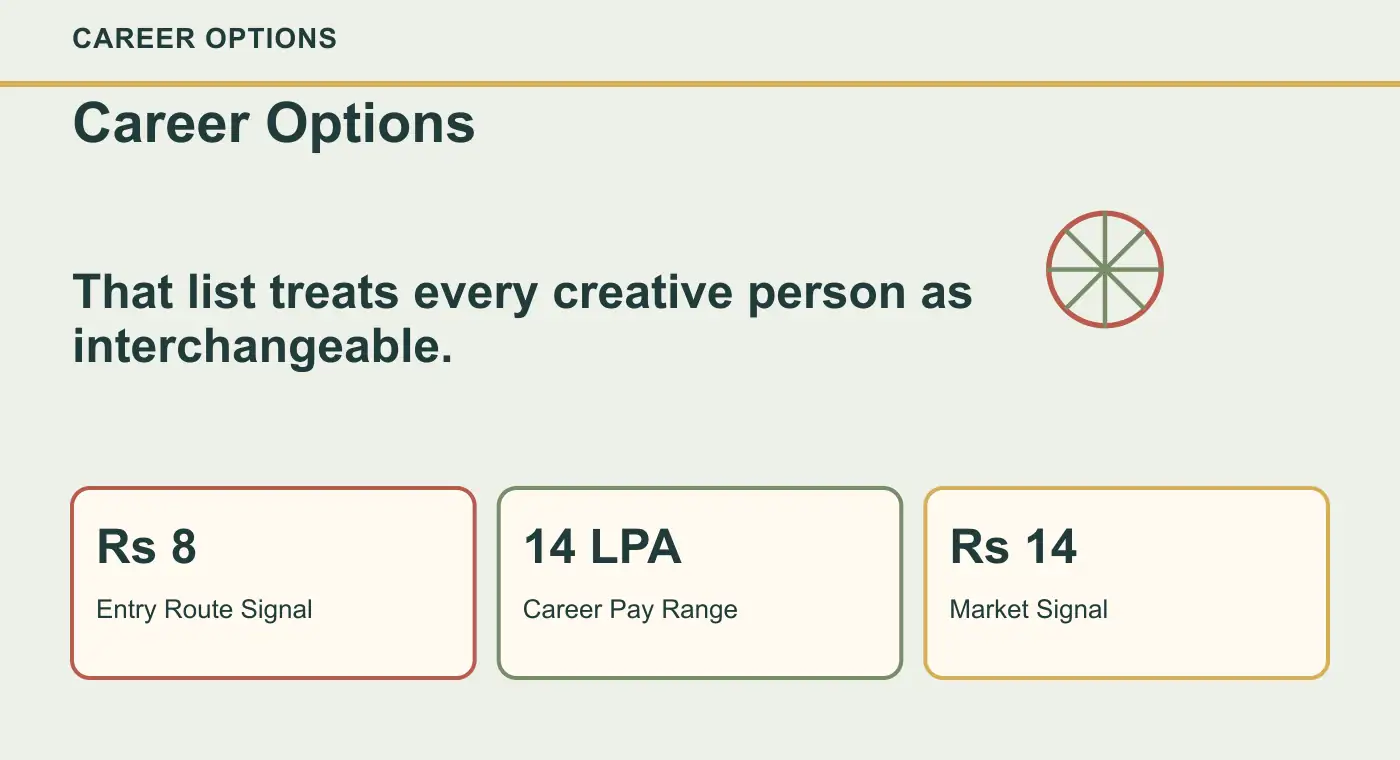 CAREER OPTIONS
Career Options
That list treats every creative person as
interchangeable.
Rs 8
Entry Route Signal
14 LPA
Career Pay Range
Rs 14
Market Signal